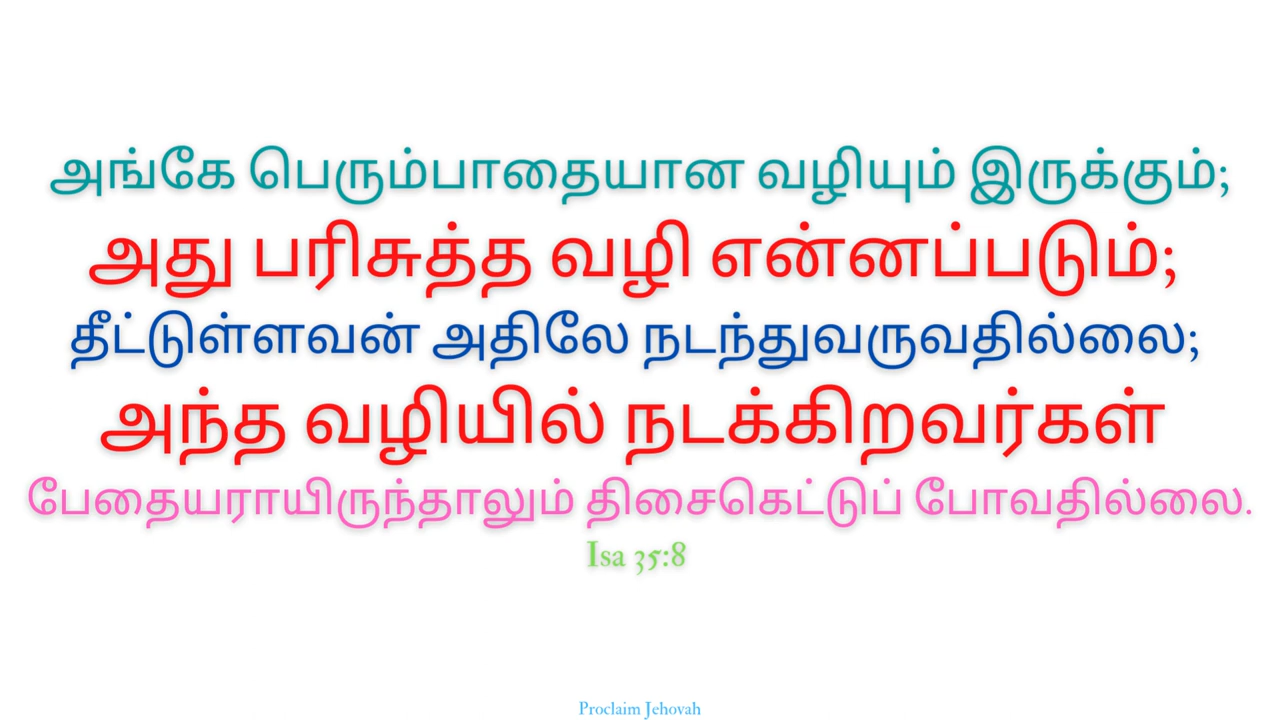 அங்கே பெரும்பாதையான வழியும் இருக்கும்;
அது பரிசுத்த வழி என்னப்படும்;
தீட்டுள்ளவன் அதிலே நடந்துவருவதில்லை;
அந்த வழியில் நடக்கிறவர்கள்
பேதையராயிருந்தாலும் திசைகெட்டுப் போவதில்லை.
Isa 35:8
Proclaim Jehovah